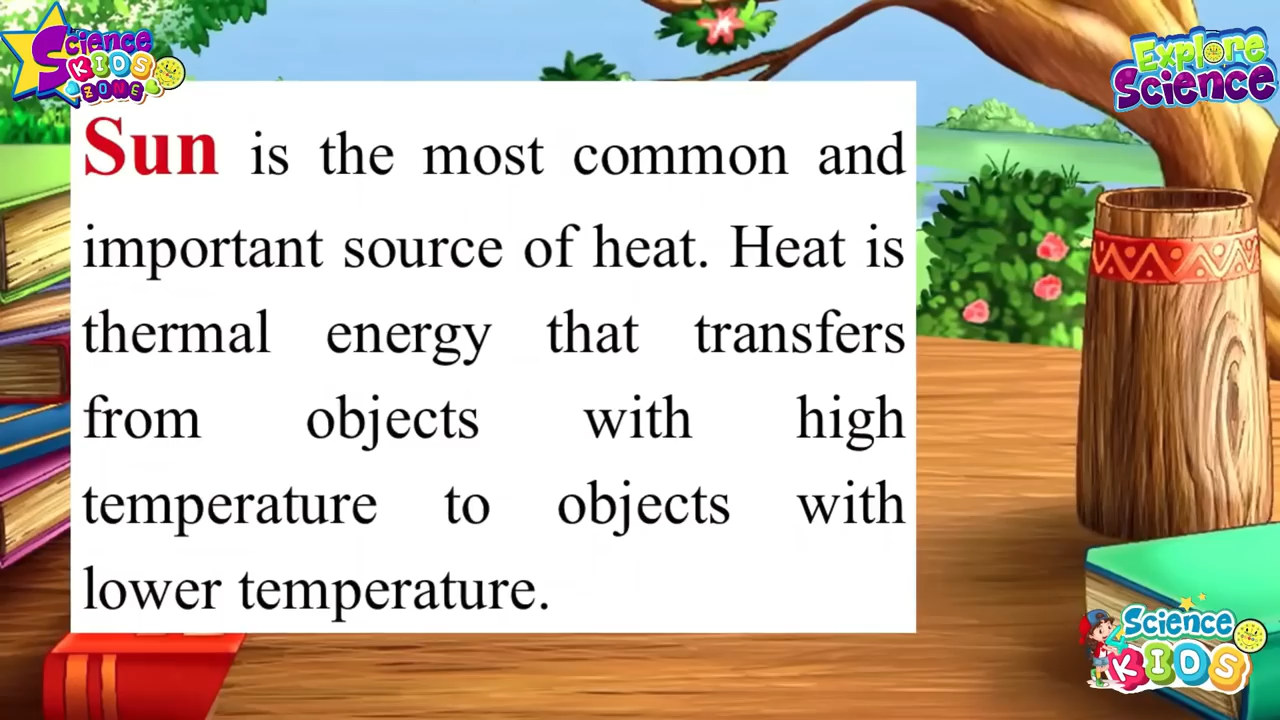 Science
KIDS
ZONE
Explore
Science
Sun is the most common and
important source of heat. Heat is
thermal energy that transfers
from objects with high
temperature to objects with
lower temperature.
Science
KIDS